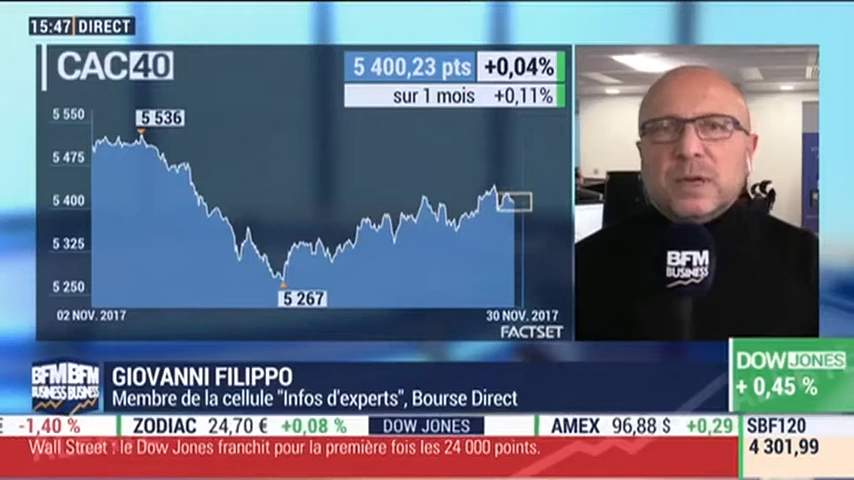 15:47 DIRECT
CAC40
5 400,23 pts +0,04%
sur 1 mois +0,11%
5 550
5 536
5 475
5 400
5 325
5 250
5 267
02 NOV. 2017
30 NOV. 2017
FACTSET
BFM
BUSINESS
BFM BFM
BUSINESS BUSINESS
GIOVANNI FILIPPO
Membre de la cellule "Infos d'experts", Bourse Direct
DOW JONES
+ 0,45 %
-1,40 % ZODIAC 24,70 € +0,08 % DOW JONES AMEX 96,88 $ +0,29
SBF120
4 301,99
Wall Street : le Dow Jones franchit pour la première fois les 24 000 points.